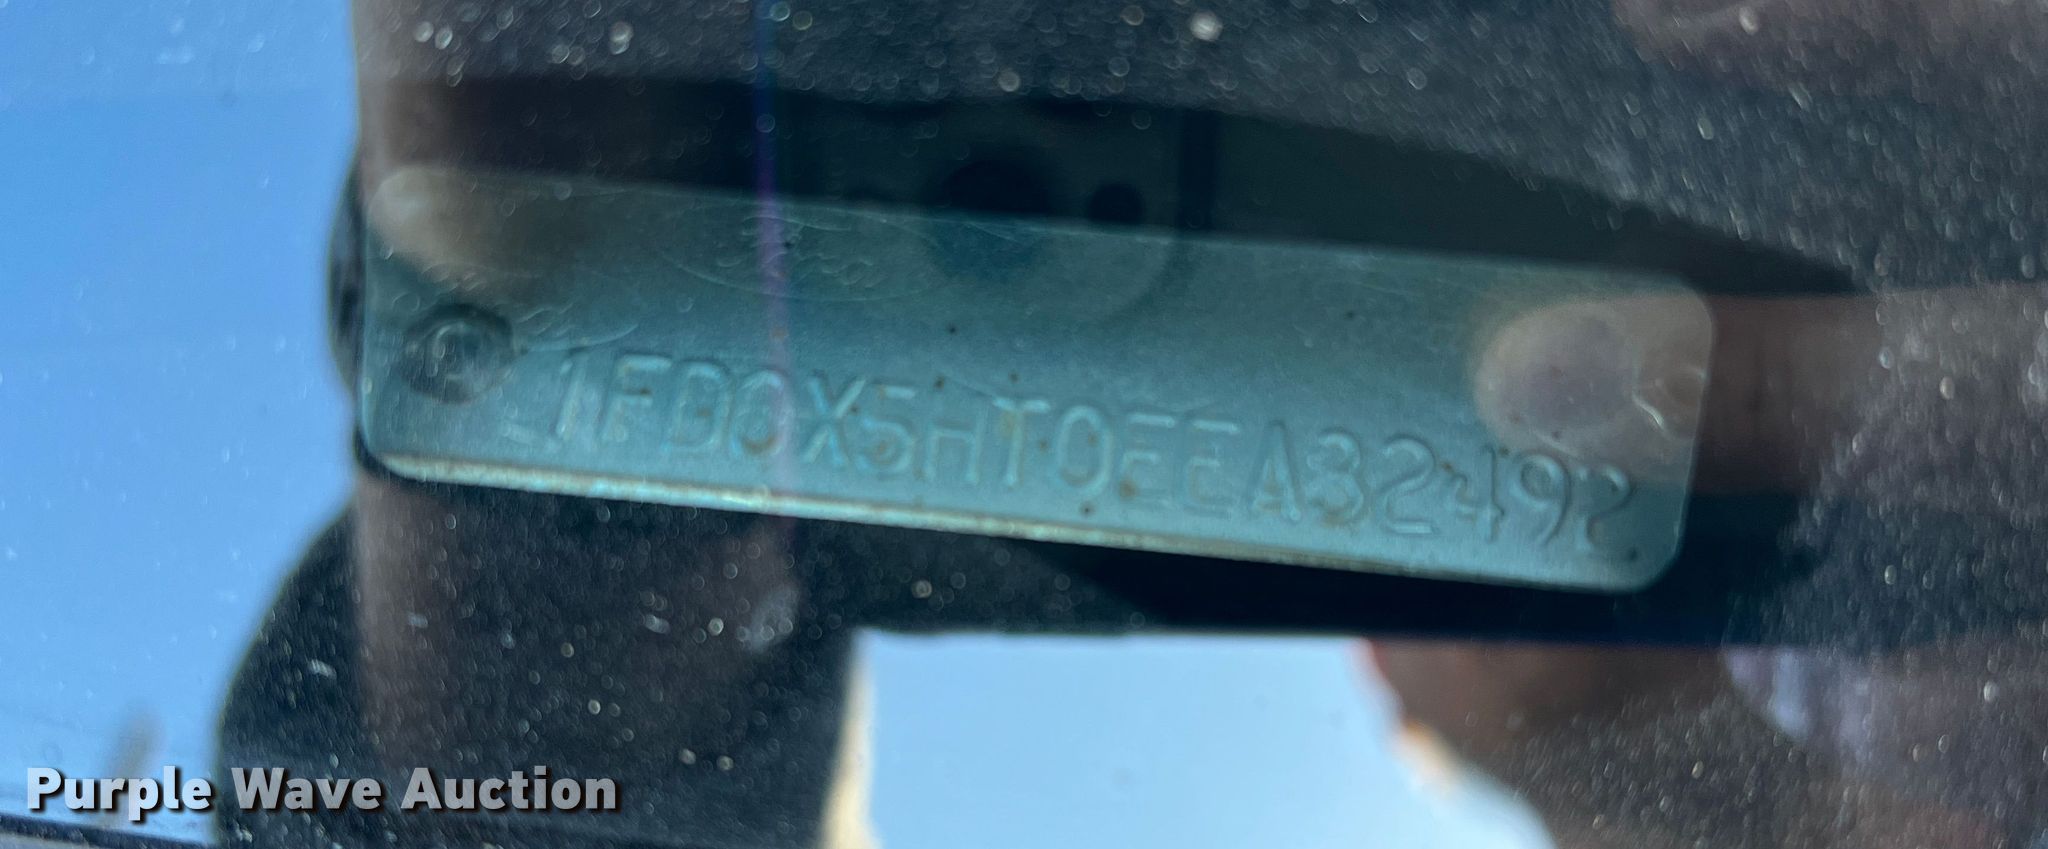 1FD0X5HT0EEA32492
Purple Wave Auction